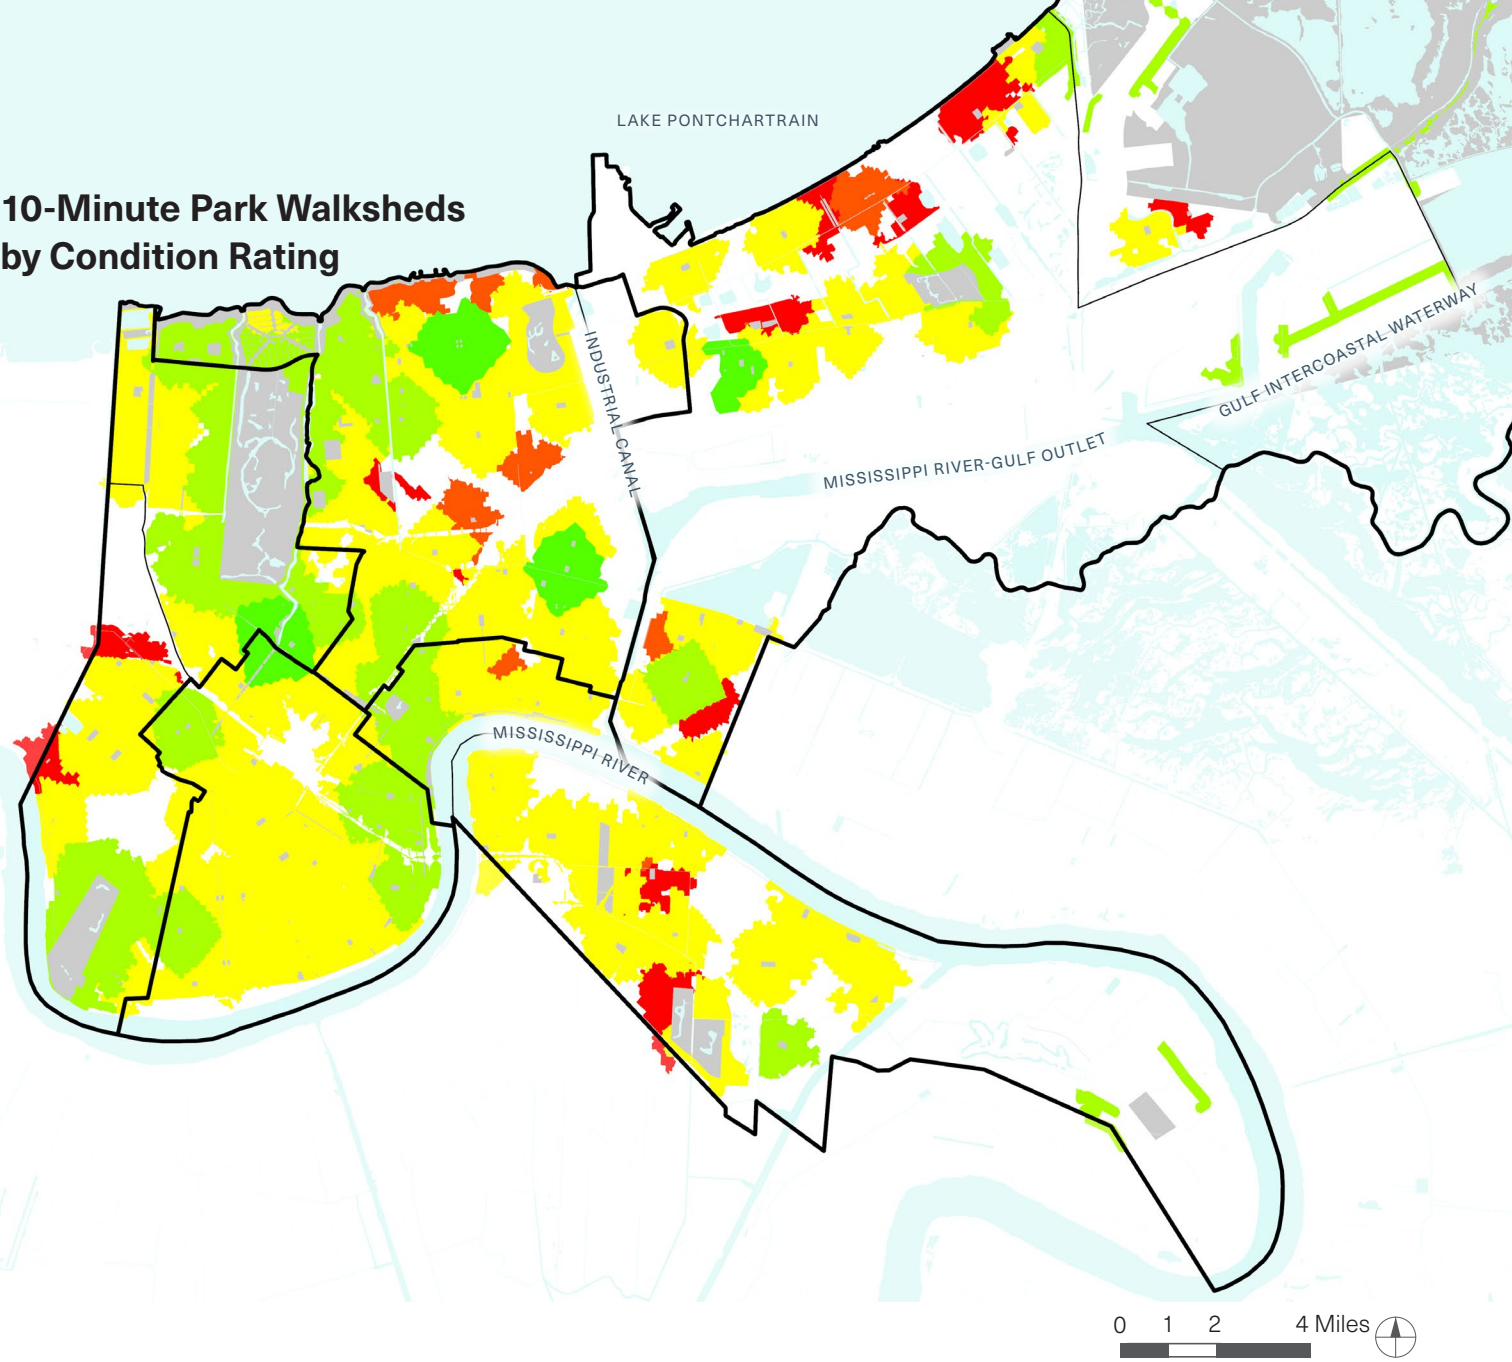 LAKE PONTCHARTRAIN
10-Minute Park Walksheds
by Condition Rating
INDUSTRIAL CANAL
GULF INTERCOASTAL WATERWAY
MISSISSIPPI RIVER-GULF OUTLET
MISSISSIPPI RIVER
0 1 2 4 Miles